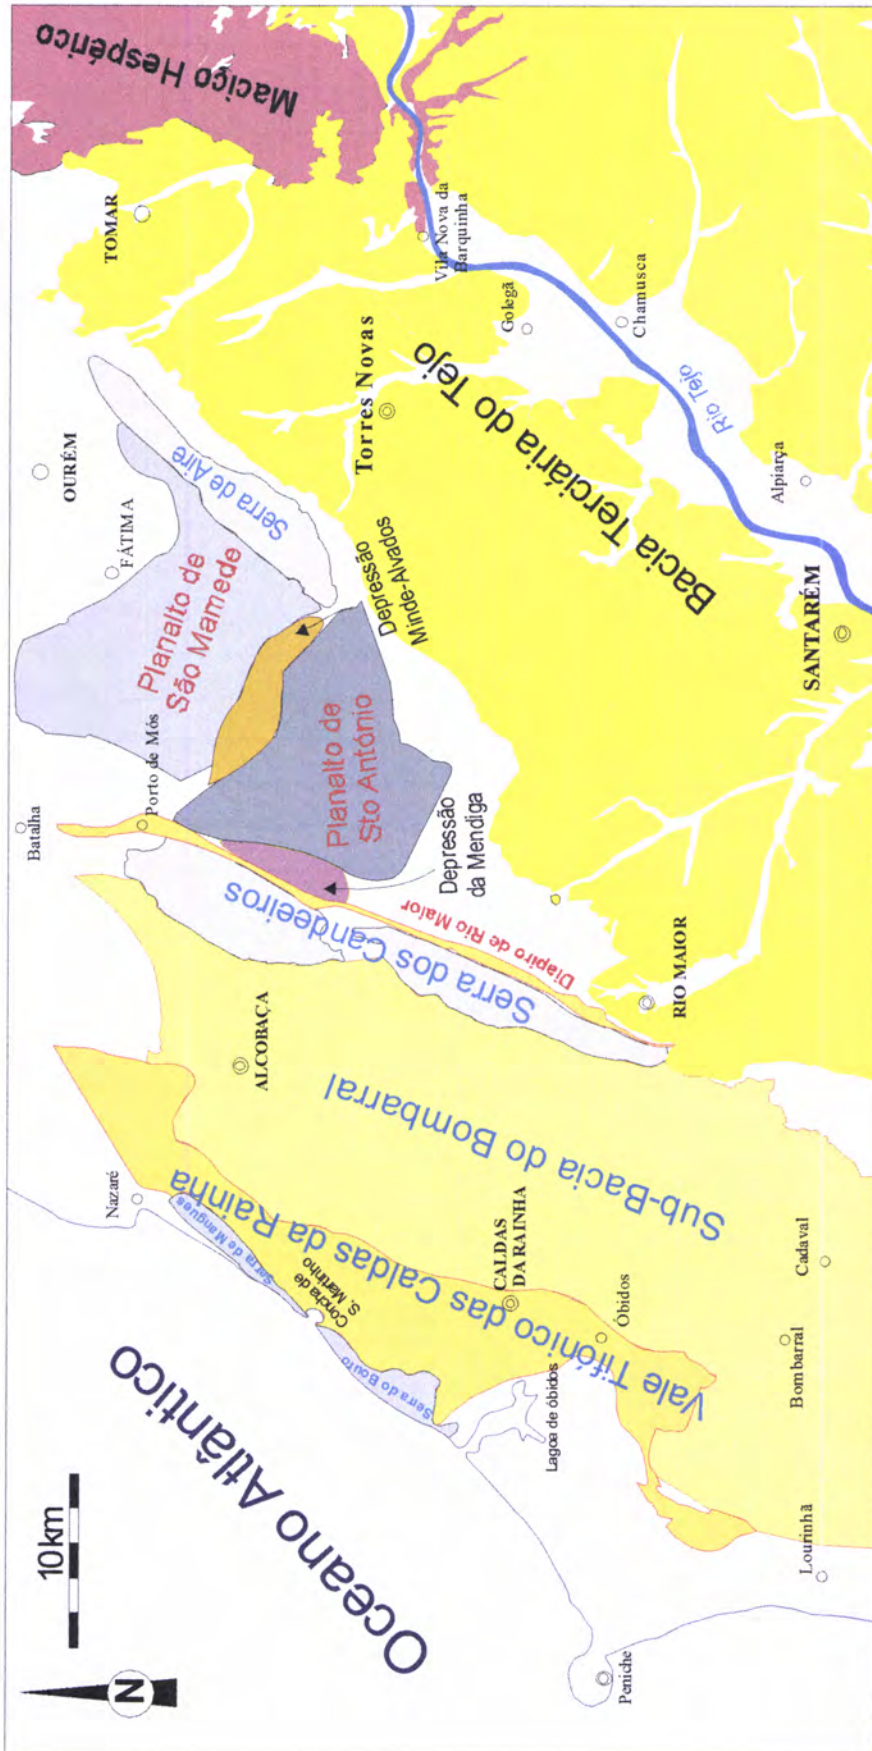 10km
N
Oceano Atlântico
Nazaré
Serra de Mangues
Concha de
S. Martinho
Serra do Bouro
Lagoa de óbidos
Peniche
Lourinhã
Vale Tifónico das Caldas da Rainha
CALDAS
DA RAINHA
Óbidos
Bombarral
Cadaval
Sub-Bacia do Bombarral
ALCOBAÇA
Batalha
Porto de Mós
Serra dos Candeeiros
Diapiro de Rio Maior
RIO MAIOR
Depressão
da Mendiga
Planalto de
Sto António
Planalto de
São Mamede
Depressão
Minde-Alvados
FÁTIMA
OURÉM
Serra de Aire
Torres Novas
TOMAR
Maciço Hespérico
Vila Nova da
Barquinha
Golegã
Chamusca
Bacia Terciária do Tejo
Rio Tejo
Alpiarça
SANTARÉM